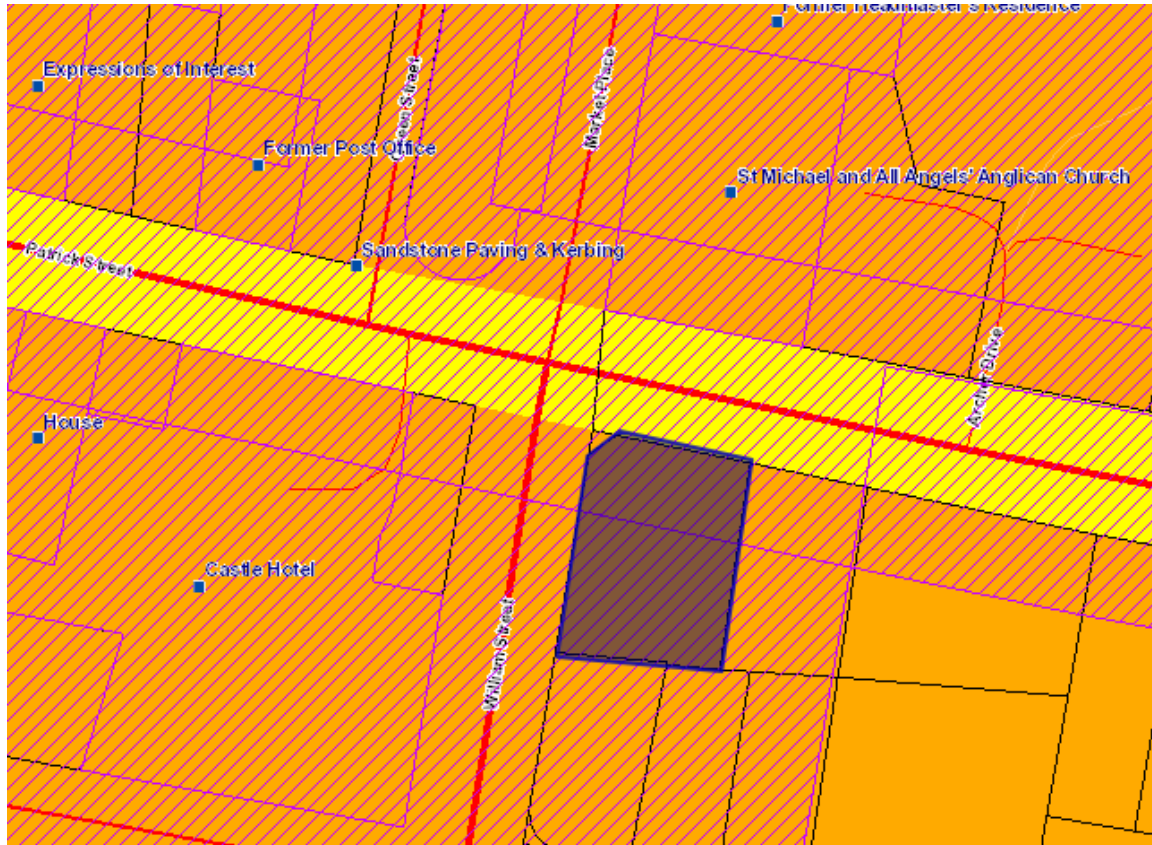 Former Headmaster's Residence
Expressions of Interest
Queen Street
Market Place
Former Post Office
St Michael and All Angels' Anglican Church
Sandstone Paving & Kerbing
Patrick Street
Archer Drive
House
Castle Hotel
William Street